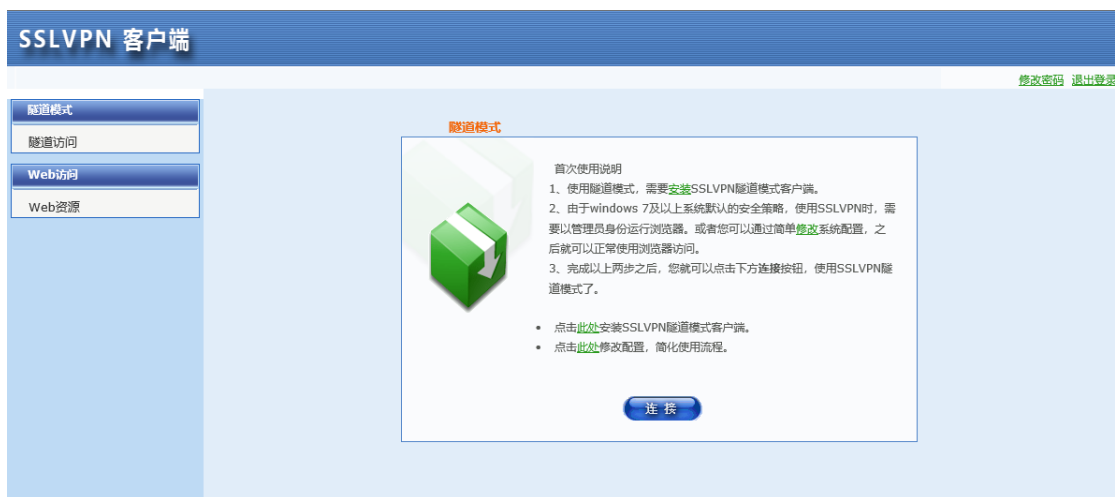 SSLVPN 客户端
修改密码 退出登录
隧道模式
隧道访问
Web访问
Web资源
隧道模式
首次使用说明
1、使用隧道模式，需要安装SSLVPN隧道模式客户端。
2、由于windows 7及以上系统默认的安全策略，使用SSLVPN时，需
要以管理员身份运行浏览器。或者您可以通过简单修改系统配置，之
后就可以正常使用浏览器访问。
3、完成以上两步之后，您就可以点击下方连接按钮，使用SSLVPN隧
道模式了。
• 点击此处安装SSLVPN隧道模式客户端。
• 点击此处修改配置，简化使用流程。
连 接